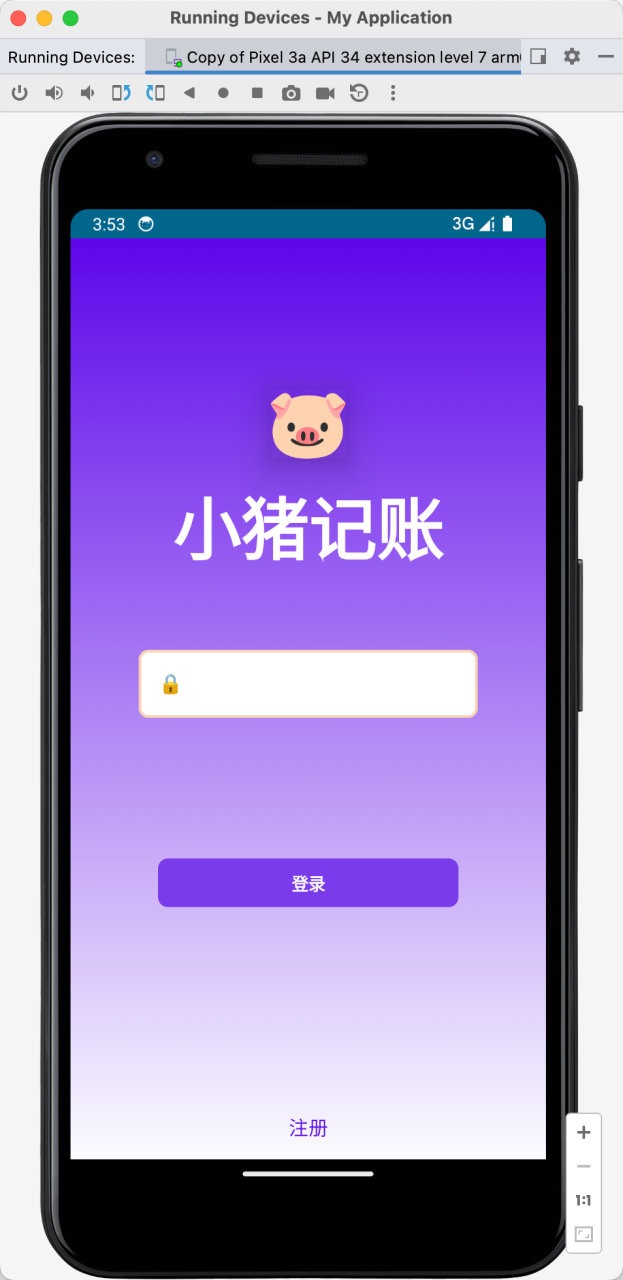 Running Devices - My Application
Running Devices:
Copy of Pixel 3a API 34 extension level 7 arm
3:53
3G
小猪记账
登录
注册
1:1